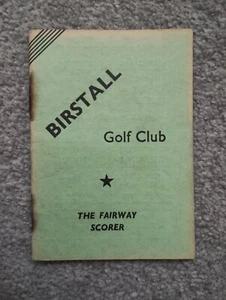 BIRSTALL
Golf Club
THE FAIRWAY
SCORER